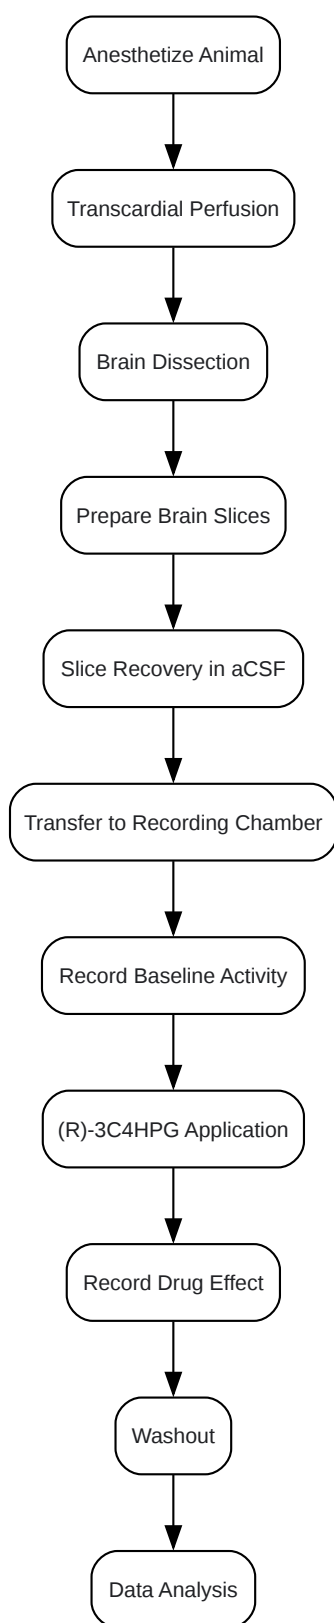 Anesthetize Animal
Transcardial Perfusion
Brain Dissection
Prepare Brain Slices
Slice Recovery in aCSF
Transfer to Recording Chamber
Record Baseline Activity
(R)-3C4HPG Application
Record Drug Effect
Washout
Data Analysis